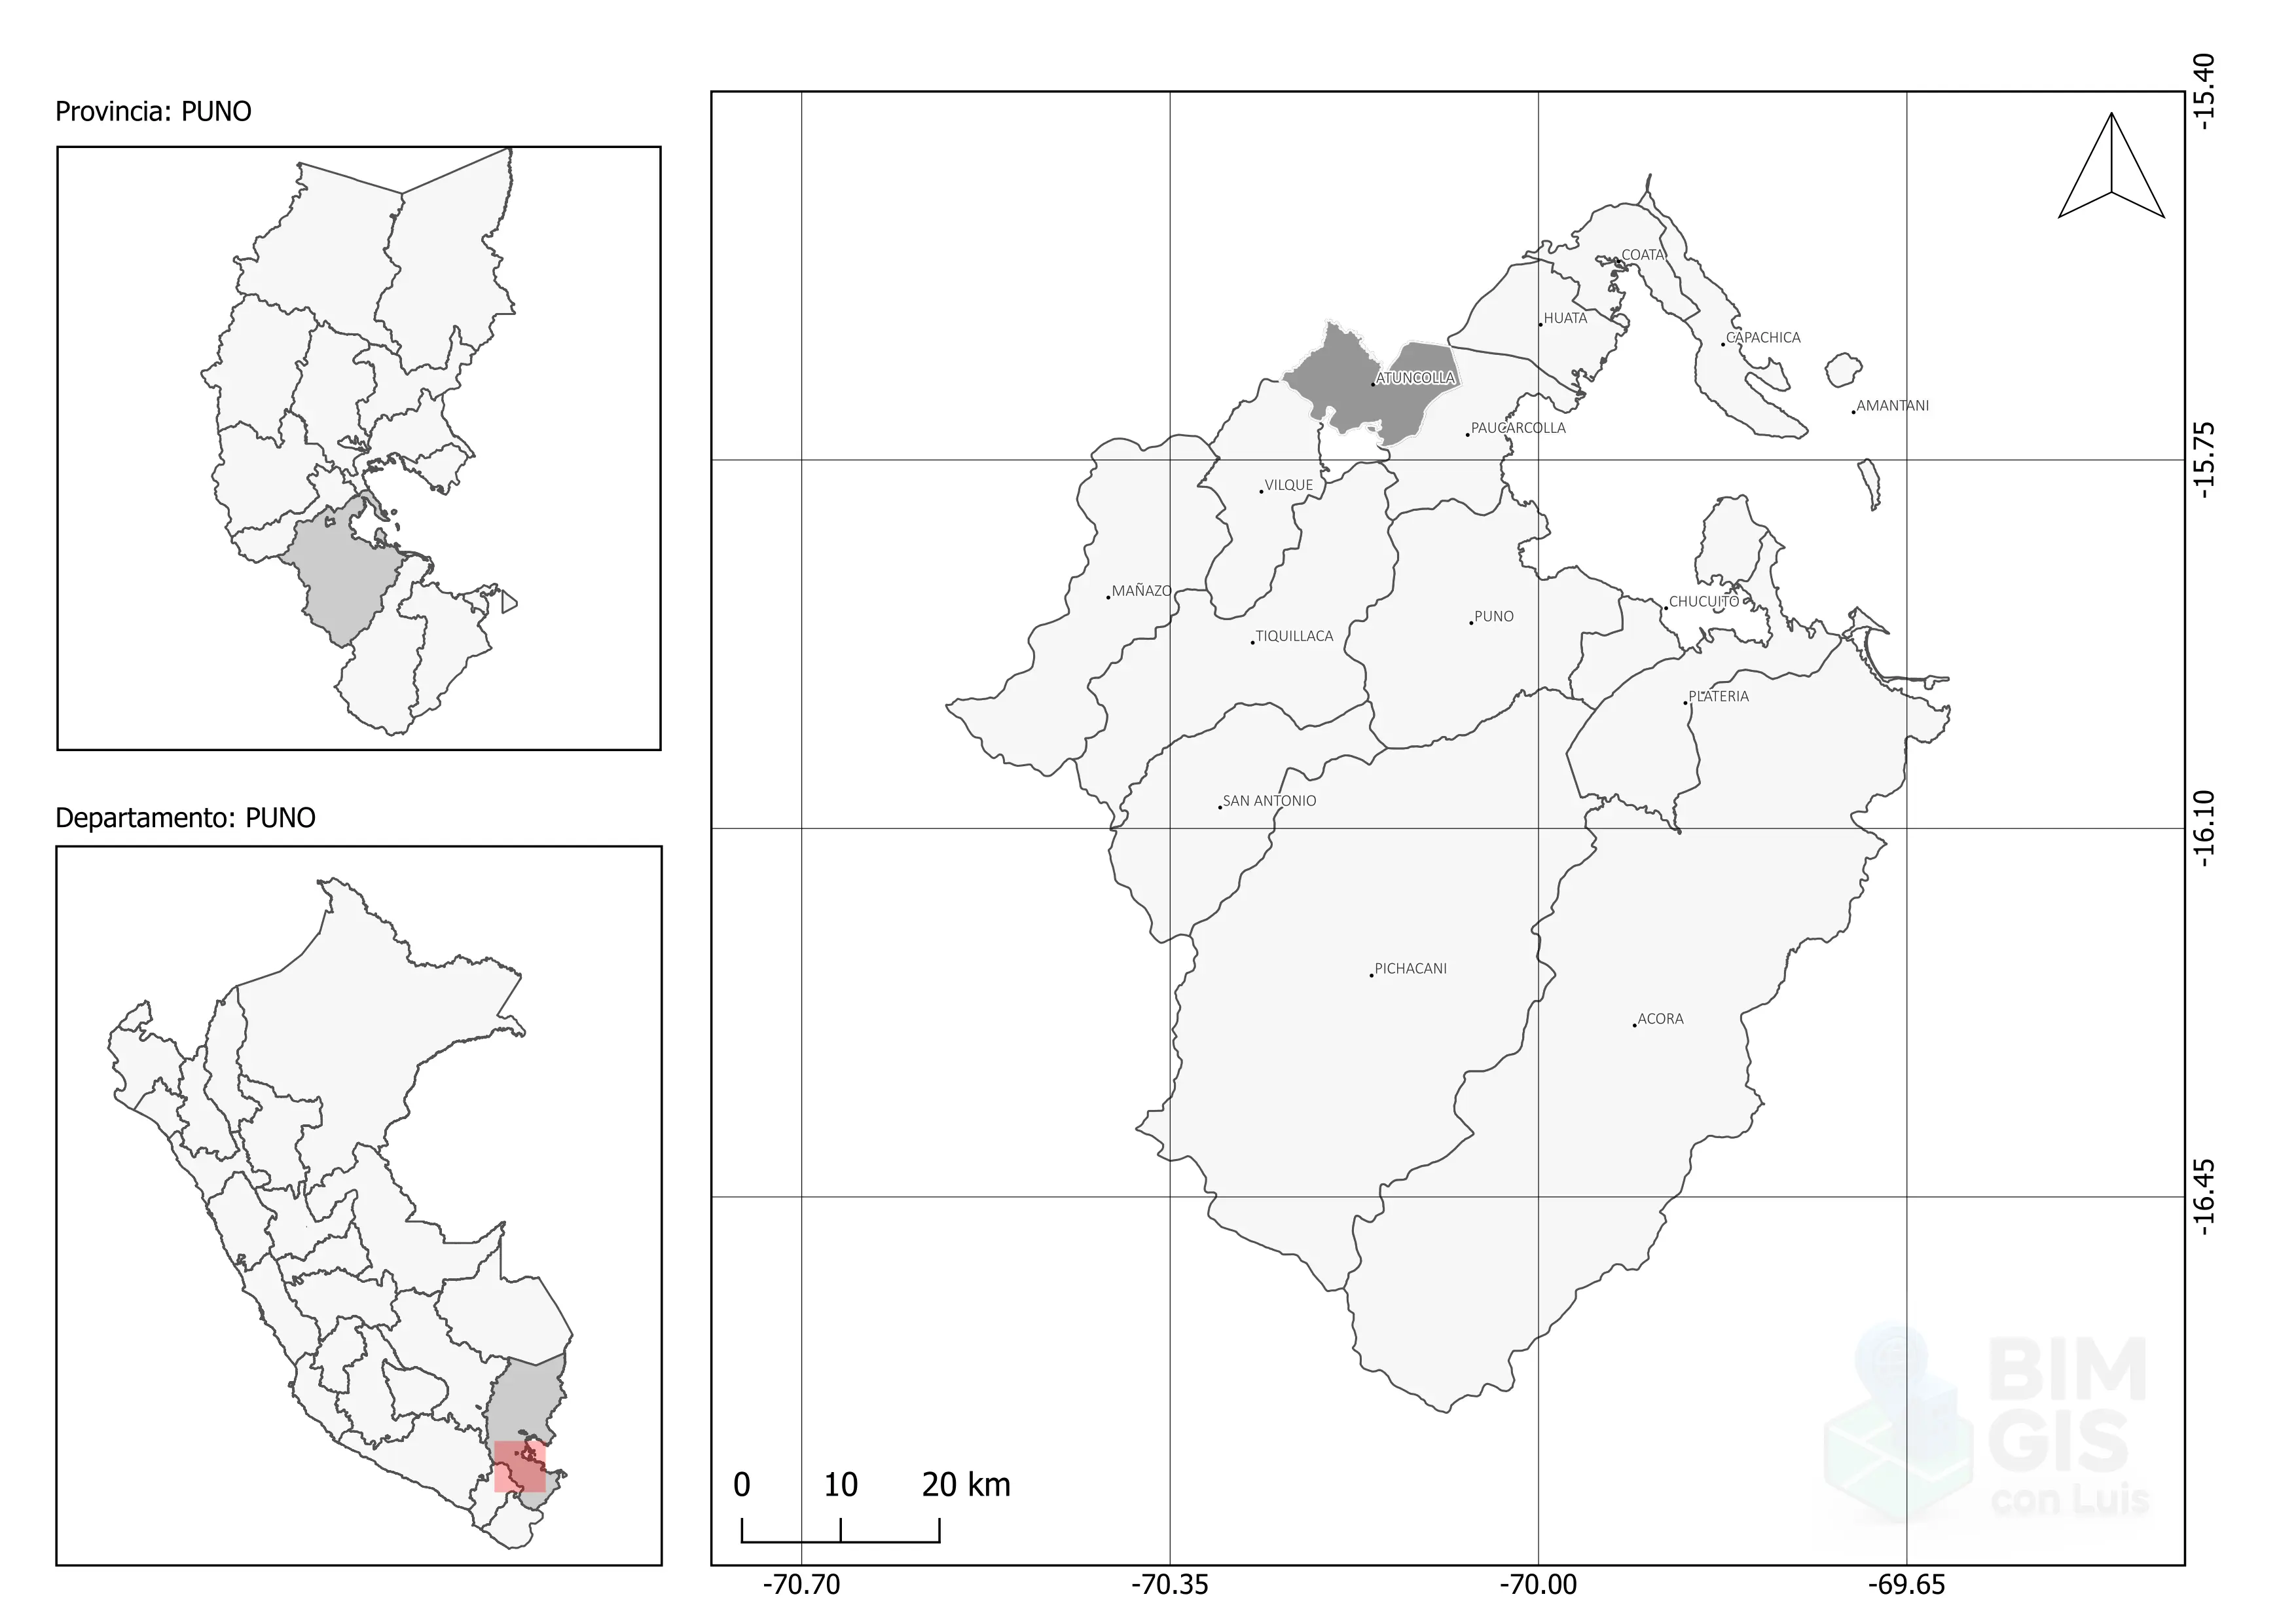 Provincia: PUNO
Departamento: PUNO
-15.40
COATA
HUATA
CAPACHICA
ATUNCOLLA
AMANTANI
PAUCARCOLLA
-15.75
VILQUE
MAÑAZO
CHUCUITO
PUNO
TIQUILLACA
PLATERIA
SAN ANTONIO
-16.10
PICHACANI
ACORA
-16.45
BIM
GIS
con Luis
0 10 20 km
-70.70 -70.35 -70.00 -69.65